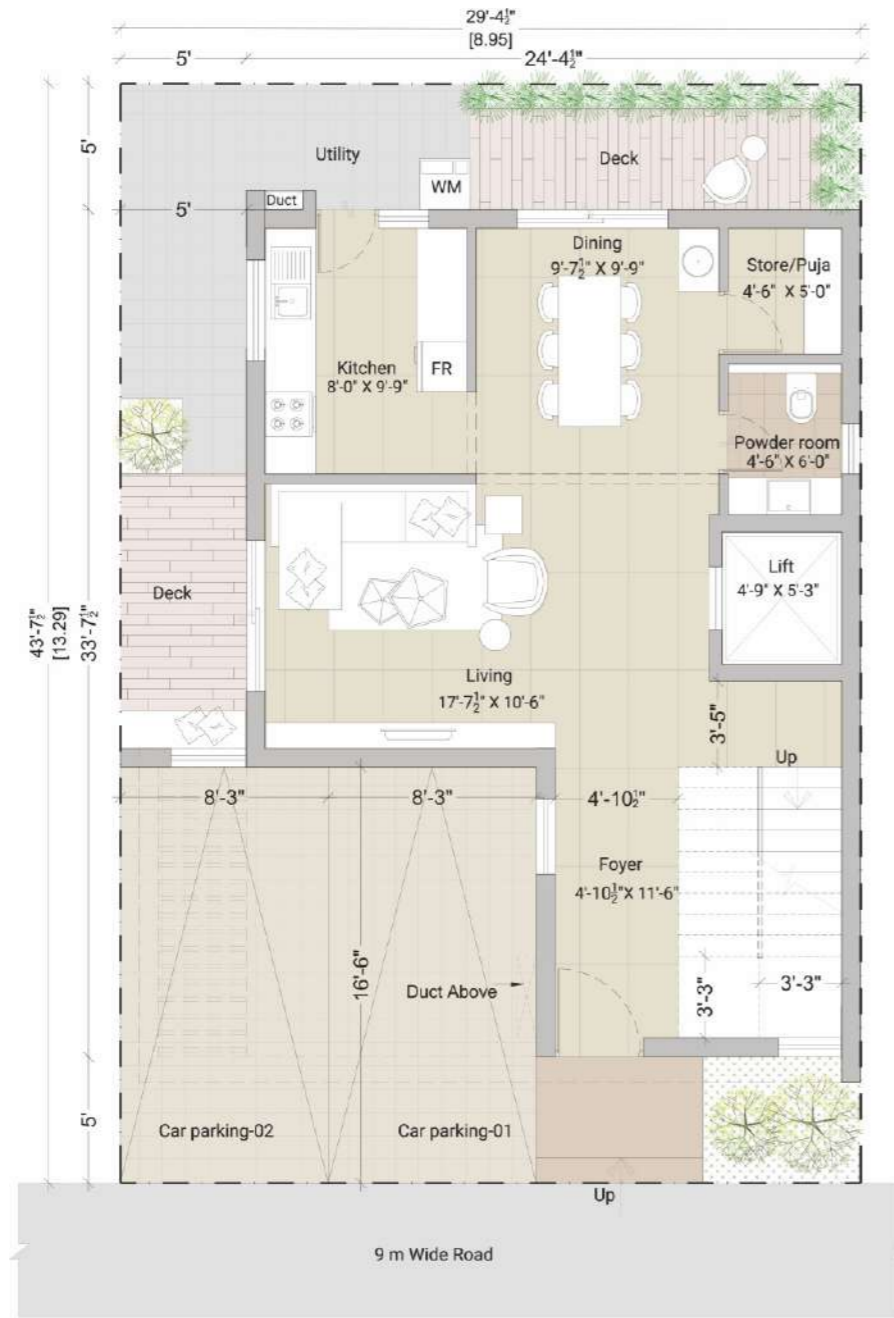 29'-4½"
[8.95]
5'
24'-4½"
5'
Utility
Deck
WM
5'
Duct
Dining
9'-7½" X 9'-9"
Store/Puja
4'-6" X 5'-0"
Kitchen
8'-0" X 9'-9"
FR
Powder room
4'-6" X 6'-0"
Lift
4'-9" X 5'-3"
Deck
43'-7½"
[13.29]
33'-7½"
Living
17'-7½" X 10'-6"
3'-5"
Up
8'-3"
8'-3"
4'-10½"
Foyer
4'-10½"X 11'-6"
16'-6"
Duct Above
3'-3"
3'-3"
5'
Car parking-02
Car parking-01
Up
9 m Wide Road